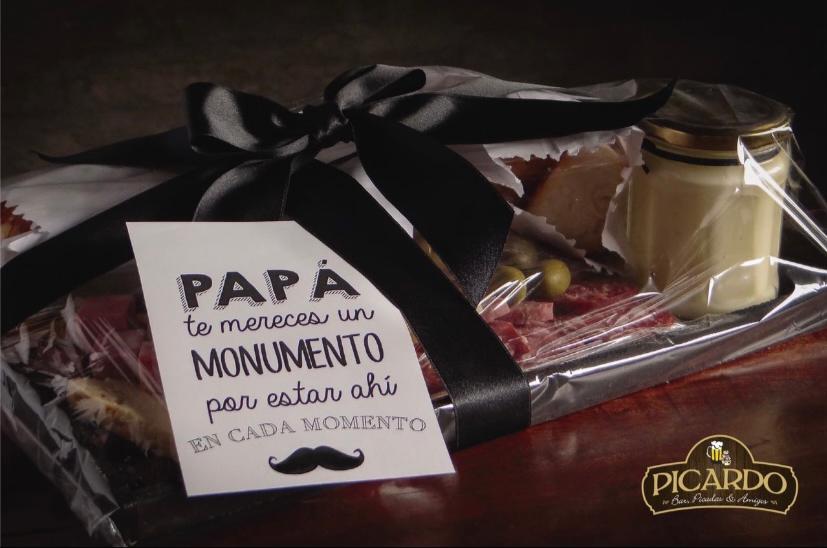 PAPÁ
te mereces un
MONUMENTO
por estar ahí
EN CADA MOMENTO
PICARDO
Bar, Picadas & Amigos